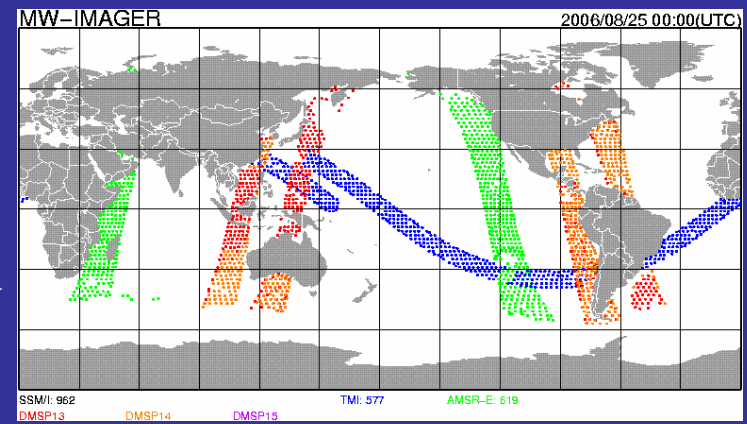 MW-IMAGER 2006/08/25 00:00(UTC)
SSM/I: 962 TMI: 577 AMSR-E: 619
DMSP13 DMSP14 DMSP15